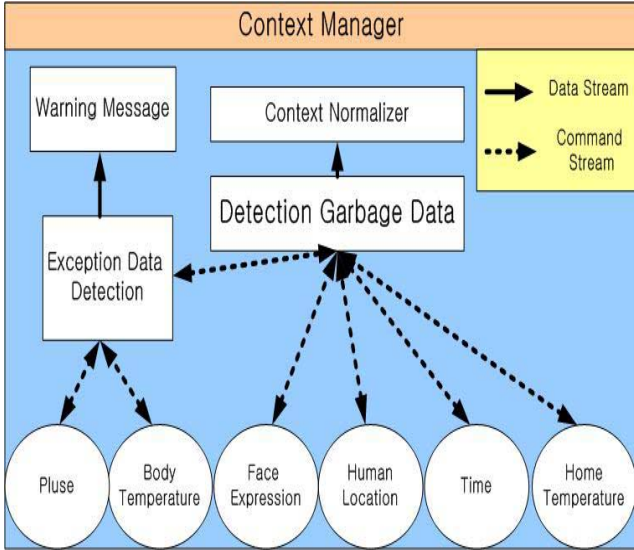 Context Manager
Warning Message
Context Normalizer
Data Stream
Command
Stream
Detection Garbage Data
Exception Data
Detection
Pluse
Body
Temperature
Face
Expression
Human
Location
Time
Home
Temperature